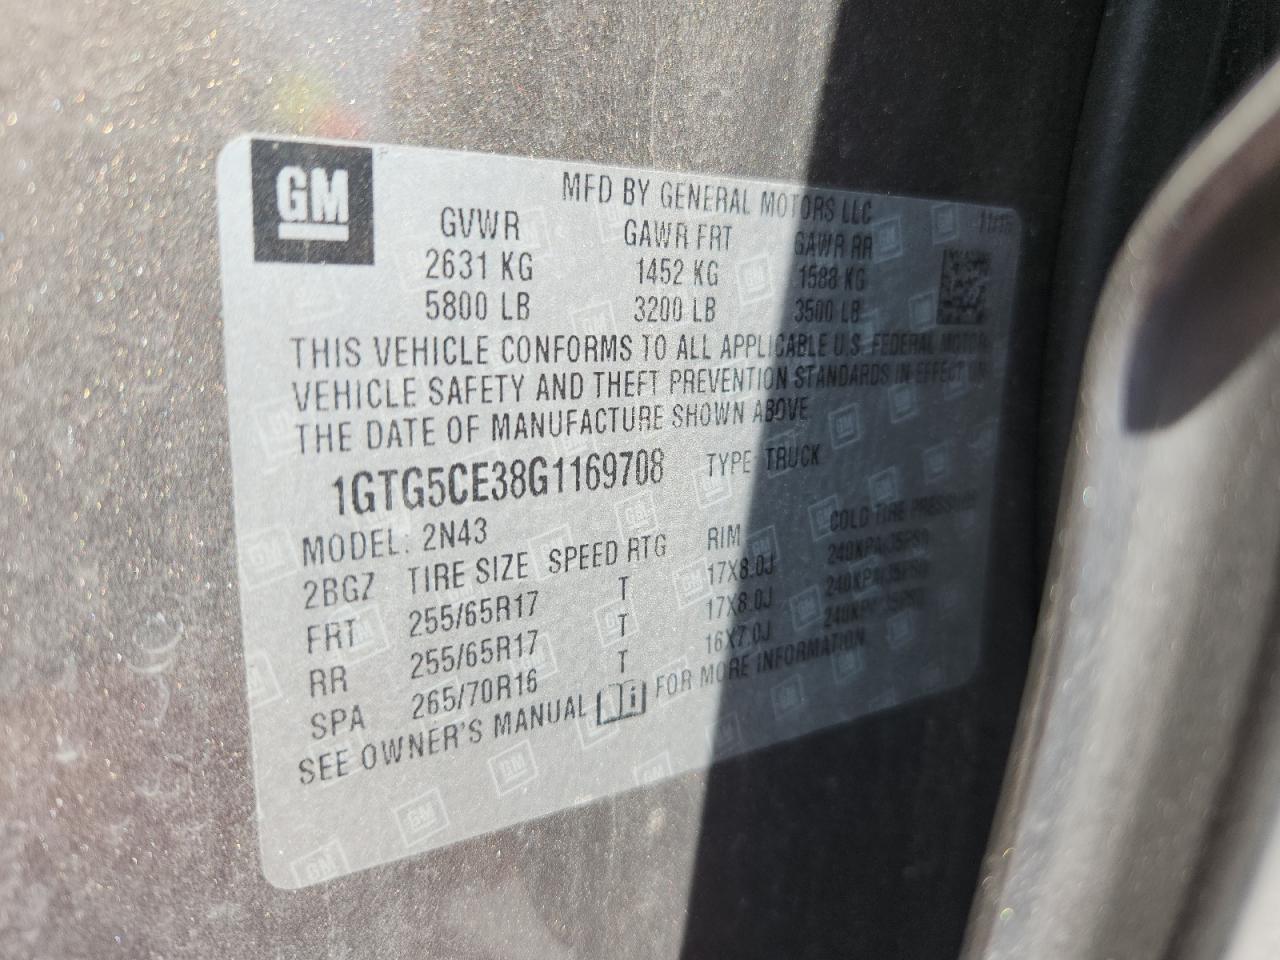 GM
MFD BY GENERAL MOTORS LLC
GVWR GAWR FRT GAWR RR
2631 KG 1452 KG 1588 KG
5800 LB 3200 LB 3500 LB
THIS VEHICLE CONFORMS TO ALL APPLICABLE U.S. FEDERAL MOTOR
VEHICLE SAFETY AND THEFT PREVENTION STANDARDS IN EFFECT ON
THE DATE OF MANUFACTURE SHOWN ABOVE
1GTG5CE38G1169708 TYPE TRUCK
MODEL: 2N43
2BGZ TIRE SIZE SPEED RTG RIM COLD TIRE PRESSURE
FRT 255/65R17 T 17X8.0J 240KPA/35PSI
RR 255/65R17 T 17X8.0J 240KPA/35PSI
SPA 265/70R16 T 16X7.0J 240KPA/35PSI
SEE OWNER'S MANUAL FOR MORE INFORMATION